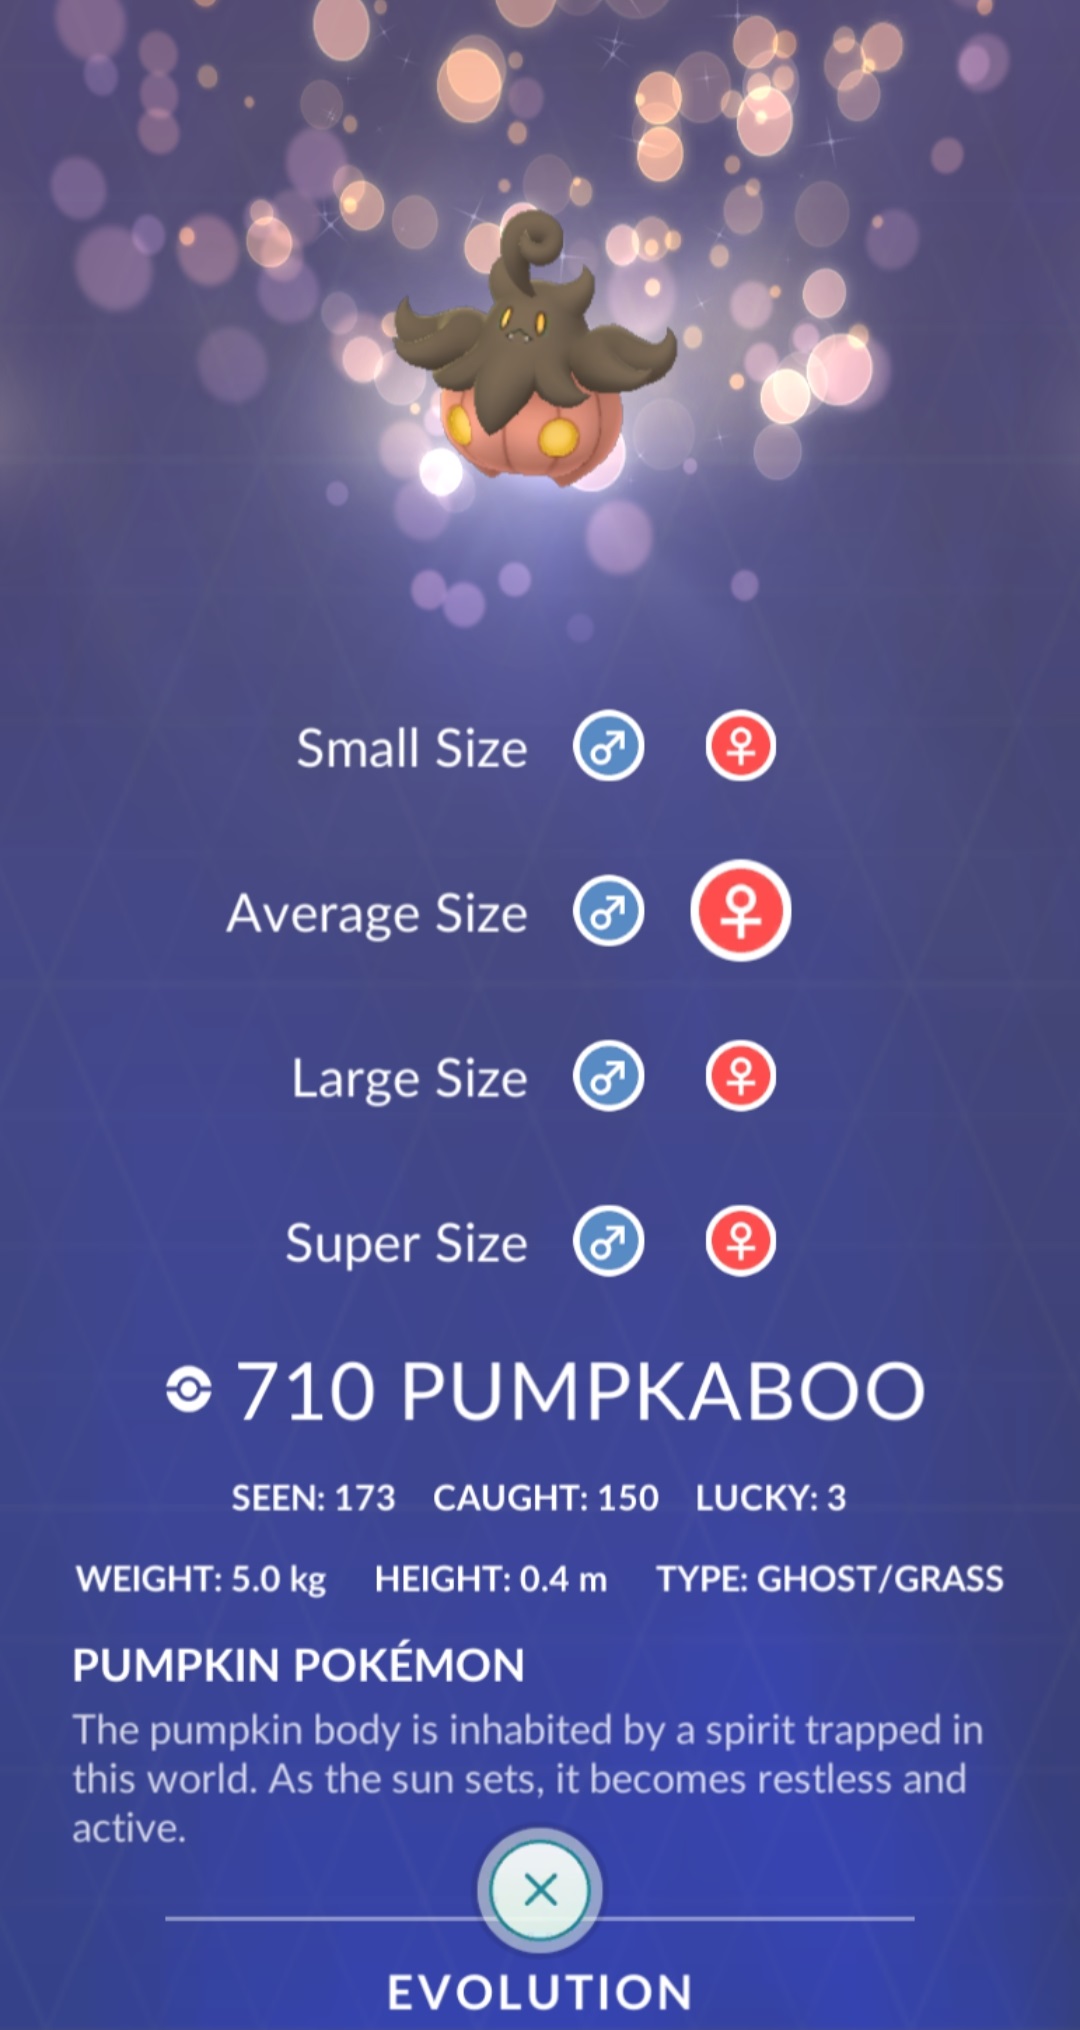 Small Size
Average Size
Large Size
Super Size
710 PUMPKABOO
SEEN: 173 CAUGHT: 150 LUCKY: 3
WEIGHT: 5.0 kg HEIGHT: 0.4 m TYPE: GHOST/GRASS
PUMPKIN POKÉMON
The pumpkin body is inhabited by a spirit trapped in
this world. As the sun sets, it becomes restless and
active.
EVOLUTION